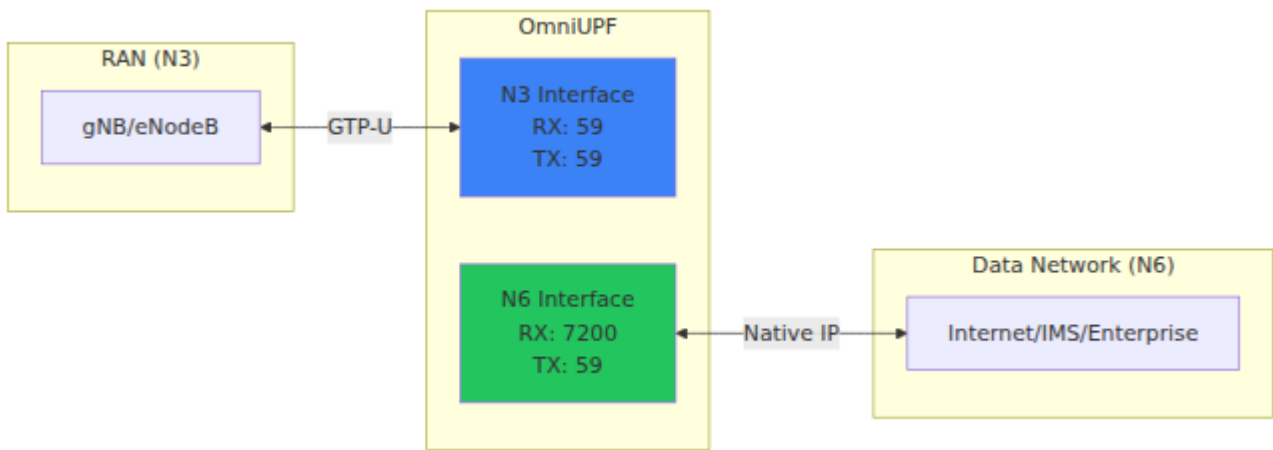 RAN (N3)
gNB/eNodeB
GTP-U
OmniUPF
N3 Interface
RX: 59
TX: 59
N6 Interface
RX: 7200
TX: 59
Native IP
Data Network (N6)
Internet/IMS/Enterprise